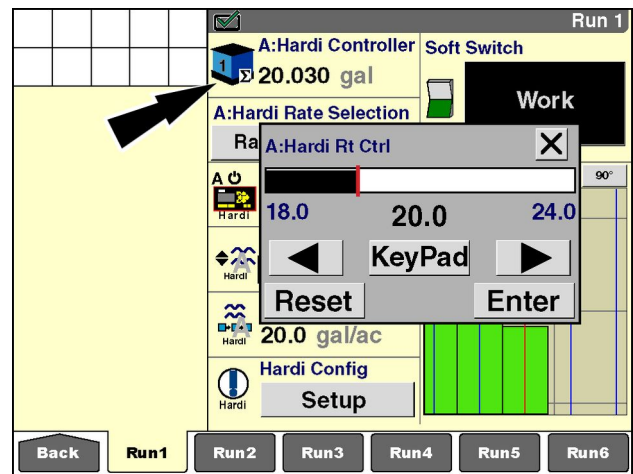 Run 1
A:Hardi Controller
1
Σ
20.030 gal
Soft Switch
Work
A:Hardi Rate Selection
Ra
A:Hardi Rt Ctrl
X
18.0
20.0
24.0
KeyPad
Reset
Enter
A
Hardi
90°
Hardi
Hardi
20.0 gal/ac
Hardi Config
Hardi
Setup
Back
Run1
Run2
Run3
Run4
Run5
Run6